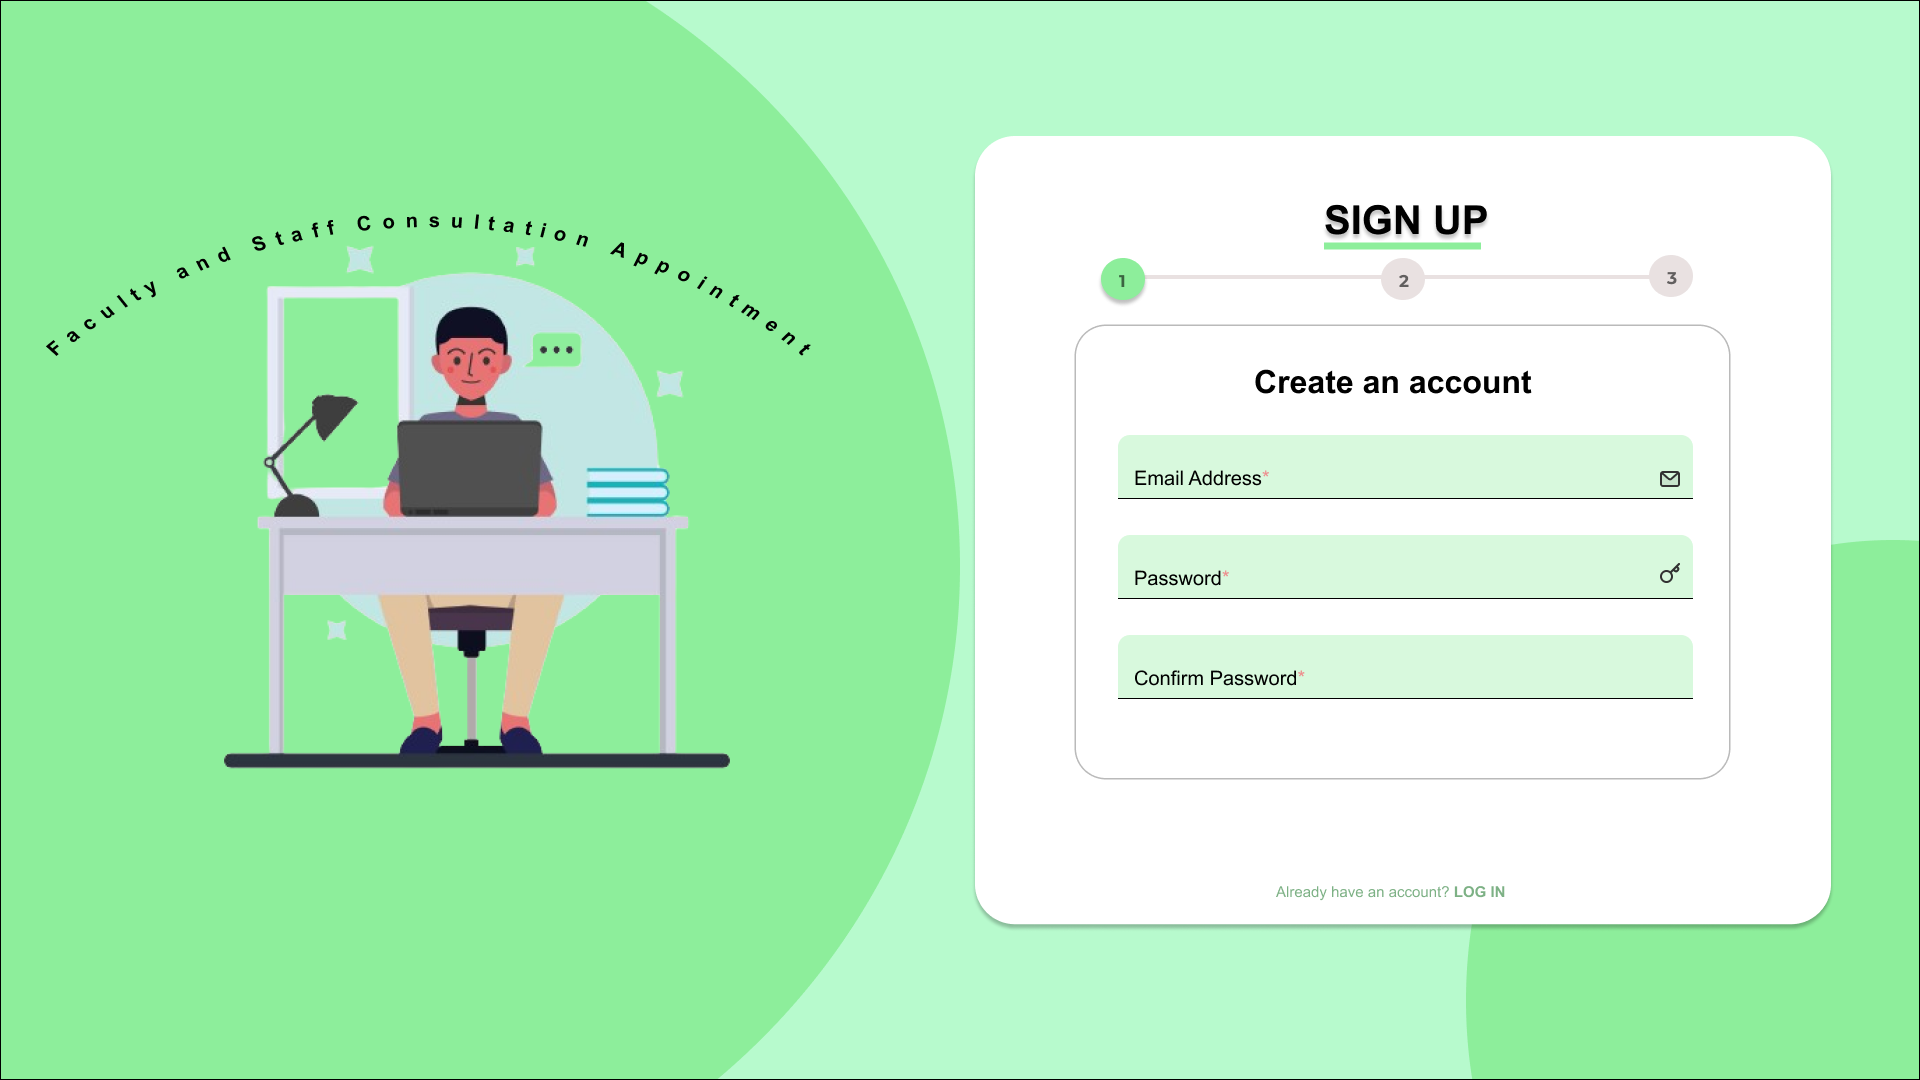 Faculty and Staff Consultation Appointment
SIGN UP
1 2 3
Create an account
Email Address*
Password*
Confirm Password*
Already have an account? LOG IN